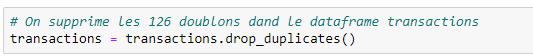 # On supprime les 126 doublons dand le dataframe transactions
transactions = transactions.drop_duplicates()